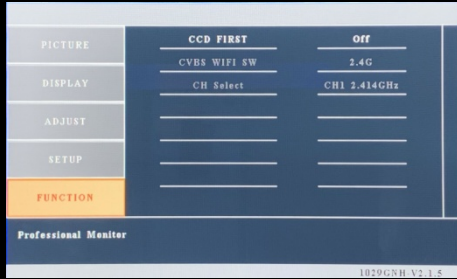 PICTURE
DISPLAY
ADJUST
SETUP
FUNCTION
CCD FIRST Off
CVBS WIFI SW 2.4G
CH Select CH1 2.414GHz
Professional Monitor
1029GNH-V2.1.5